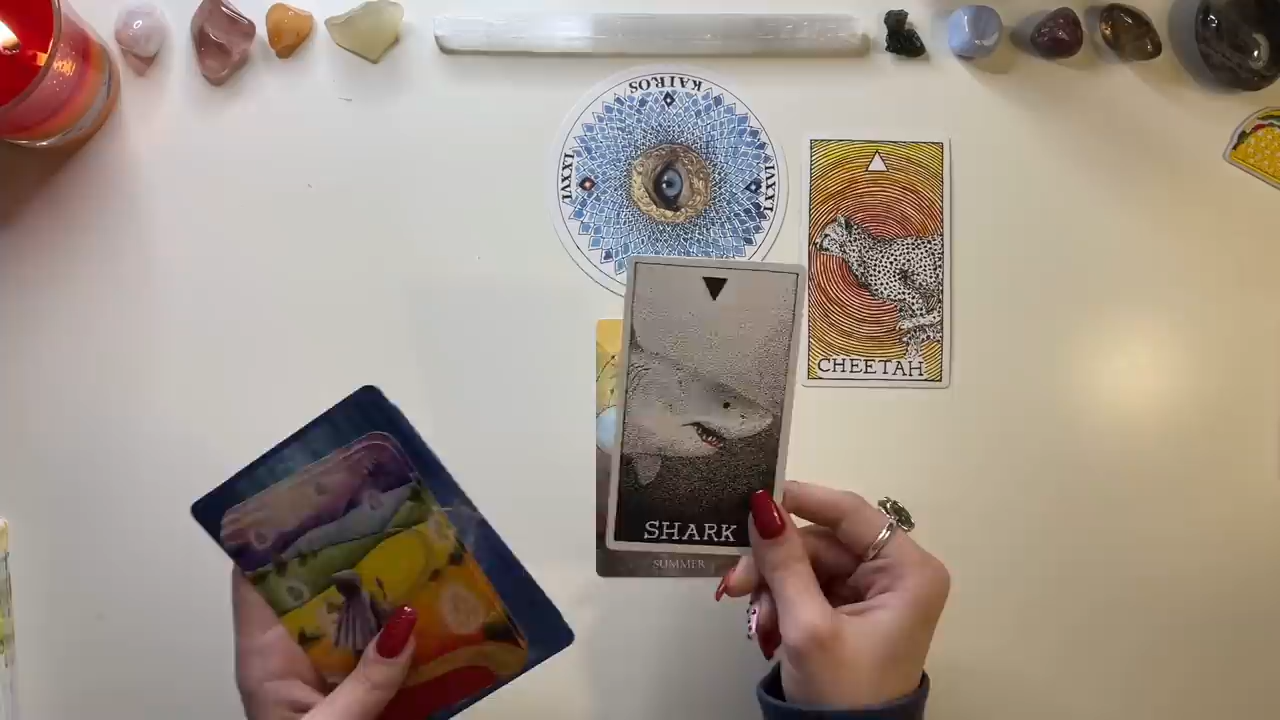 KAIROS
LXXVI
LXXVI
CHEETAH
SHARK
SUMMER